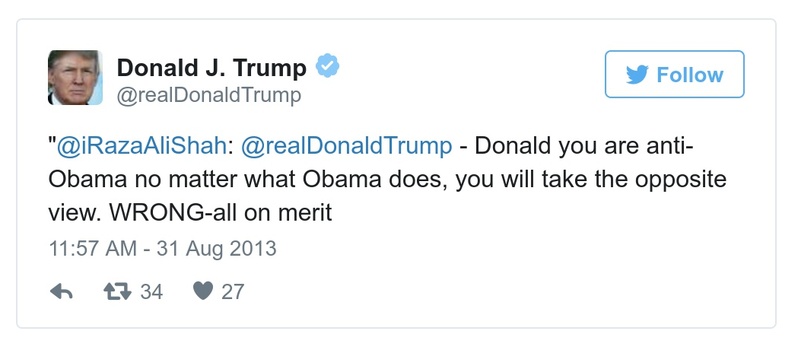 Donald J. Trump
@realDonaldTrump
Follow
"@iRazaAliShah: @realDonaldTrump - Donald you are anti-
Obama no matter what Obama does, you will take the opposite
view. WRONG-all on merit
11:57 AM - 31 Aug 2013
34 27